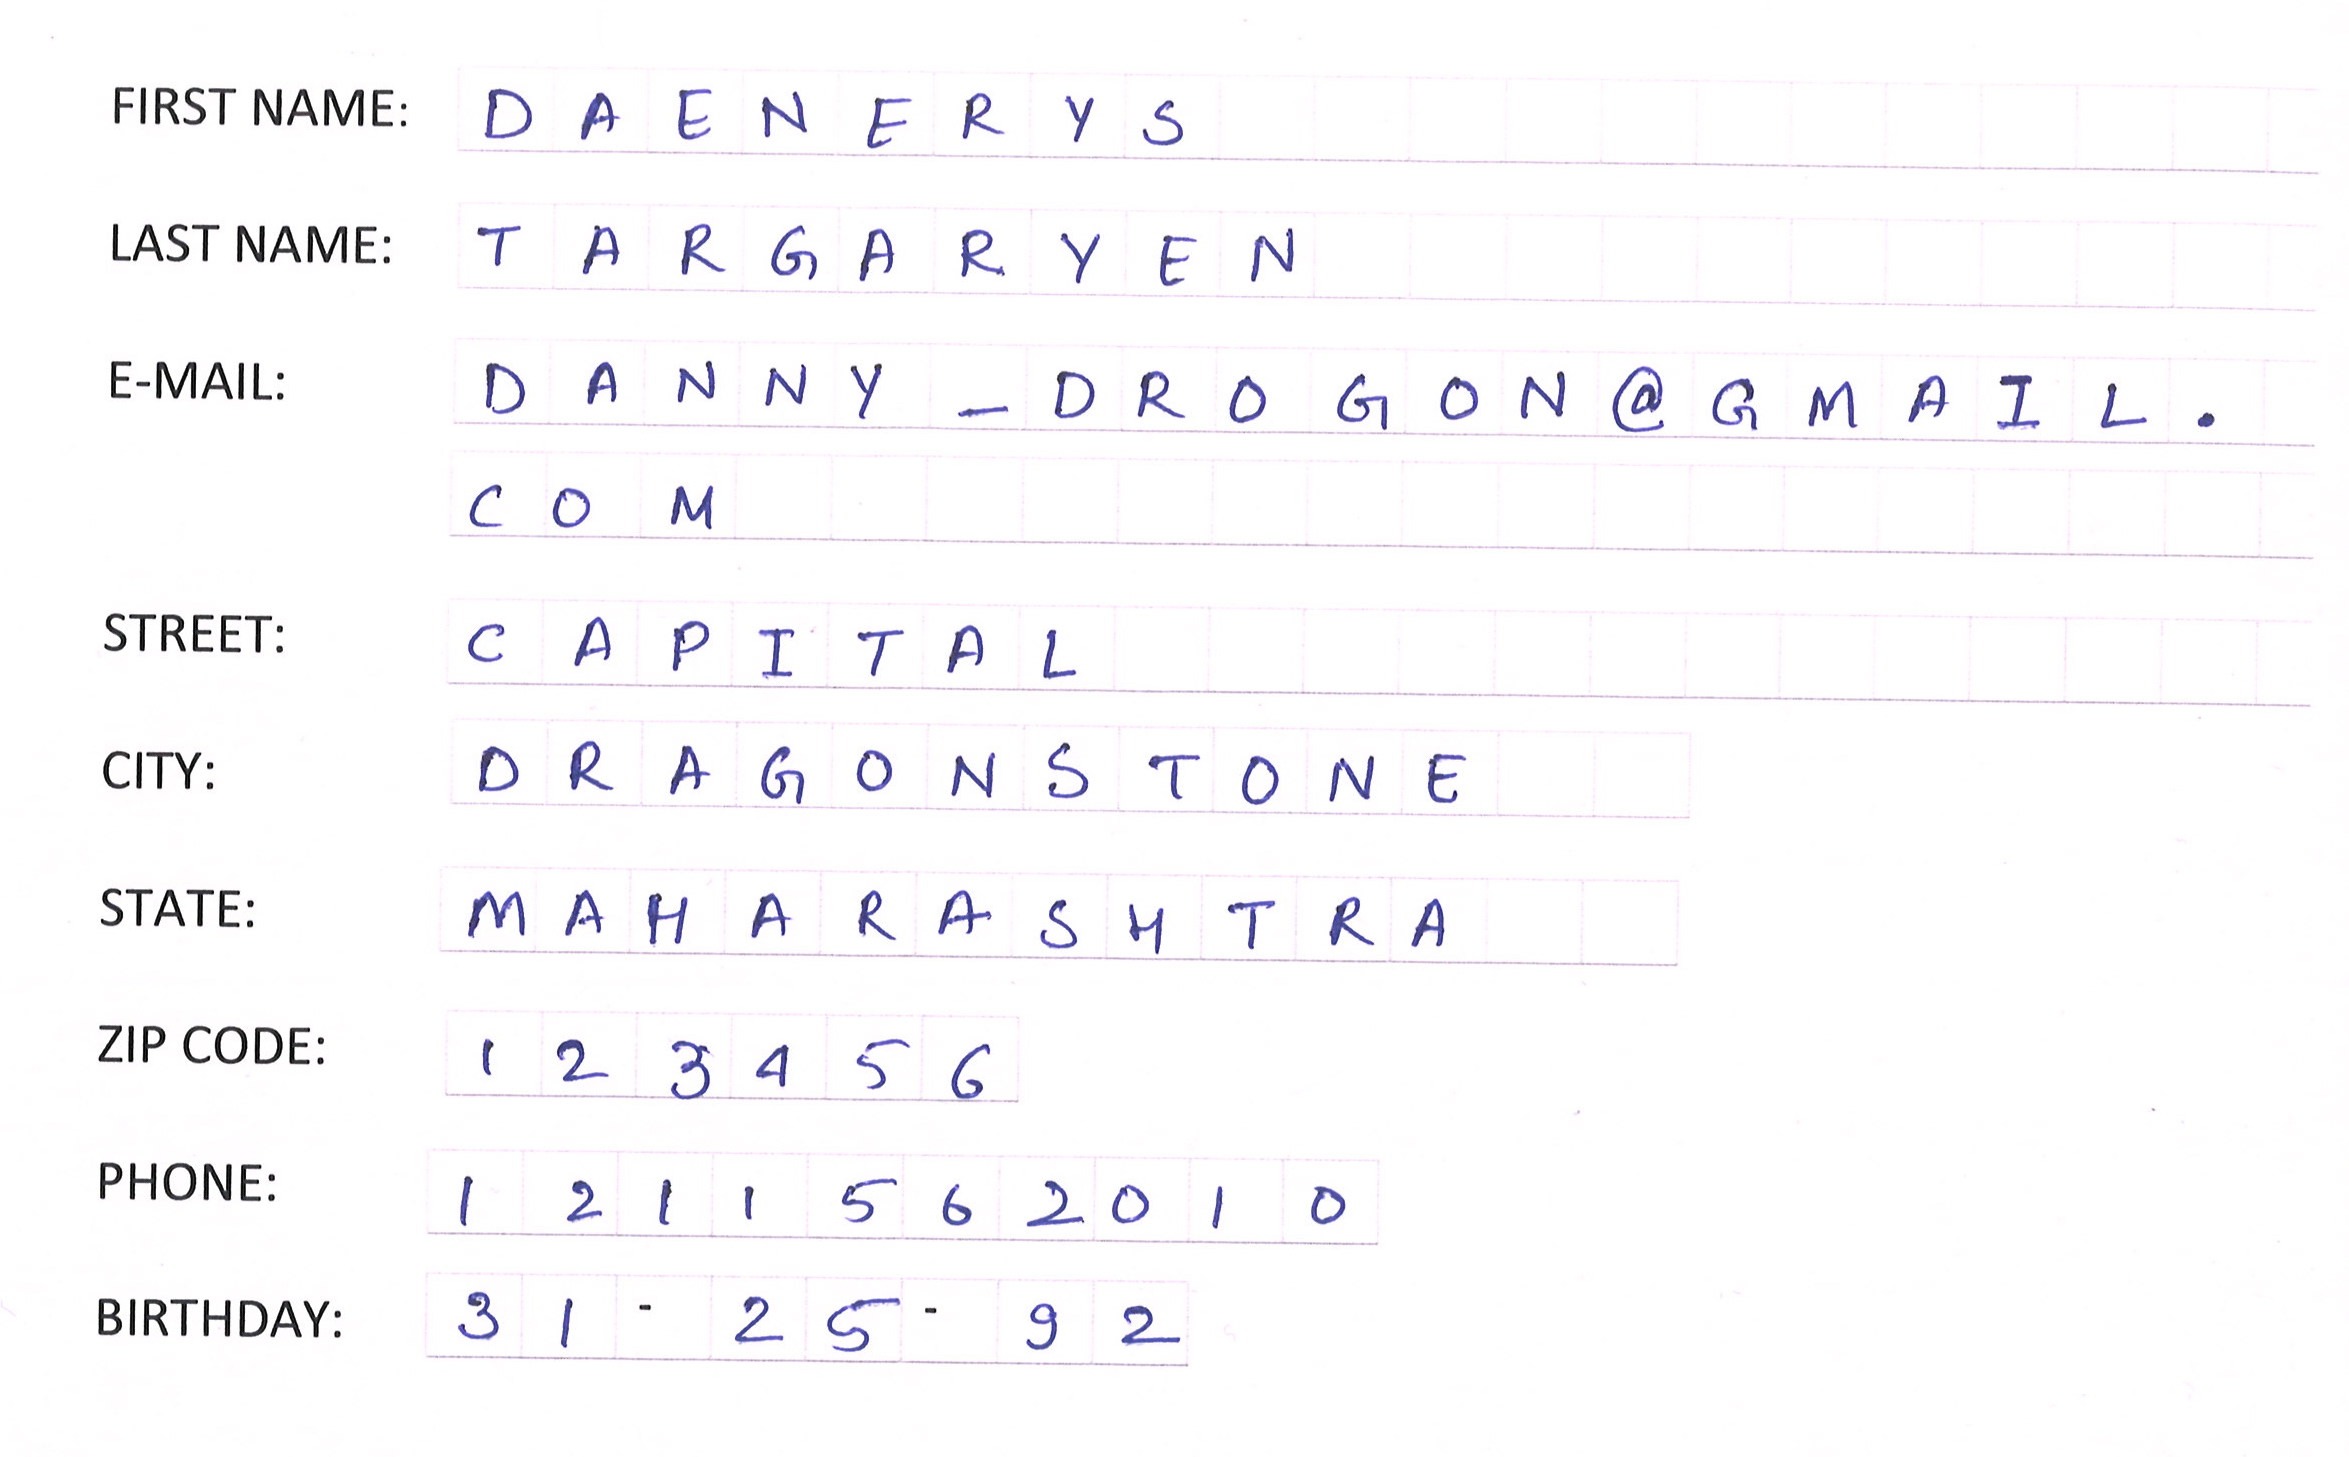 FIRST NAME: DAENERYS
LAST NAME: TARGARYEN
E-MAIL: DANNY_DROGON@GMAIL.
COM
STREET: CAPITAL
CITY: DRAGONSTONE
STATE: MAHARASHTRA
ZIP CODE: 123456
PHONE: 1211562010
BIRTHDAY: 31-25-92